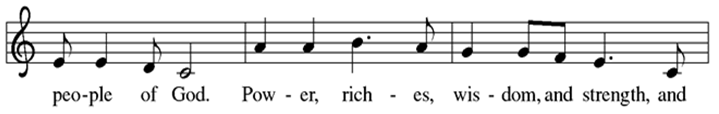 peo-ple of God. Pow - er, rich - es, wis - dom, and strength, and